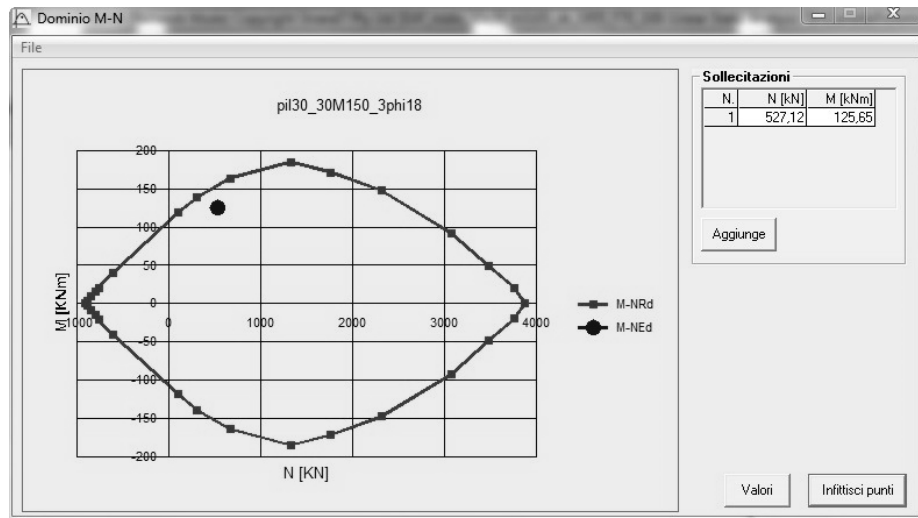 Dominio M-N
File
pil30_30M150_3phi18
200
150
100
50
0
-50
-100
-150
-200
-1000 0 1000 2000 3000 4000
M [KNm]
N [KN]
M-NRd
M-NEd
Sollecitazioni
N. N [kN] M [kNm]
1 527,12 125,65
Aggiunge
Valori
Infittisci punti